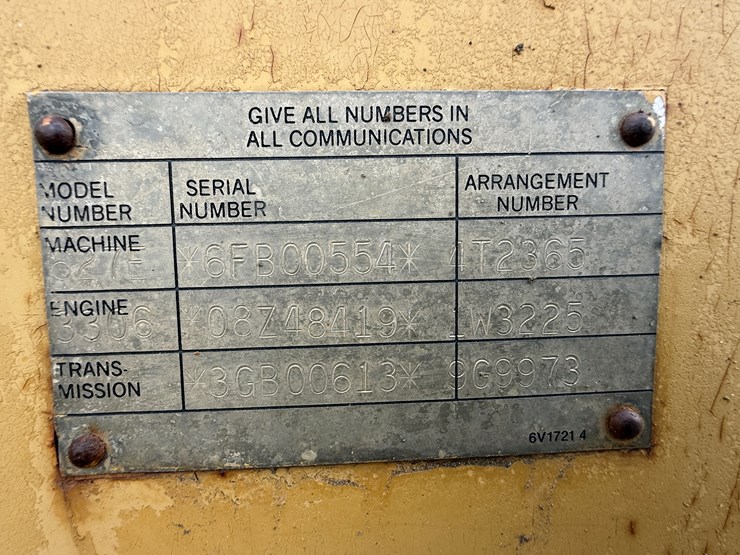 GIVE ALL NUMBERS IN
ALL COMMUNICATIONS
MODEL NUMBER SERIAL NUMBER ARRANGEMENT NUMBER
MACHINE 627E *6FB00554* 4T2365
ENGINE 3306 *08Z48419* 1W3225
TRANS-
MISSION *3GB00613* 9G9973
6V1721 4